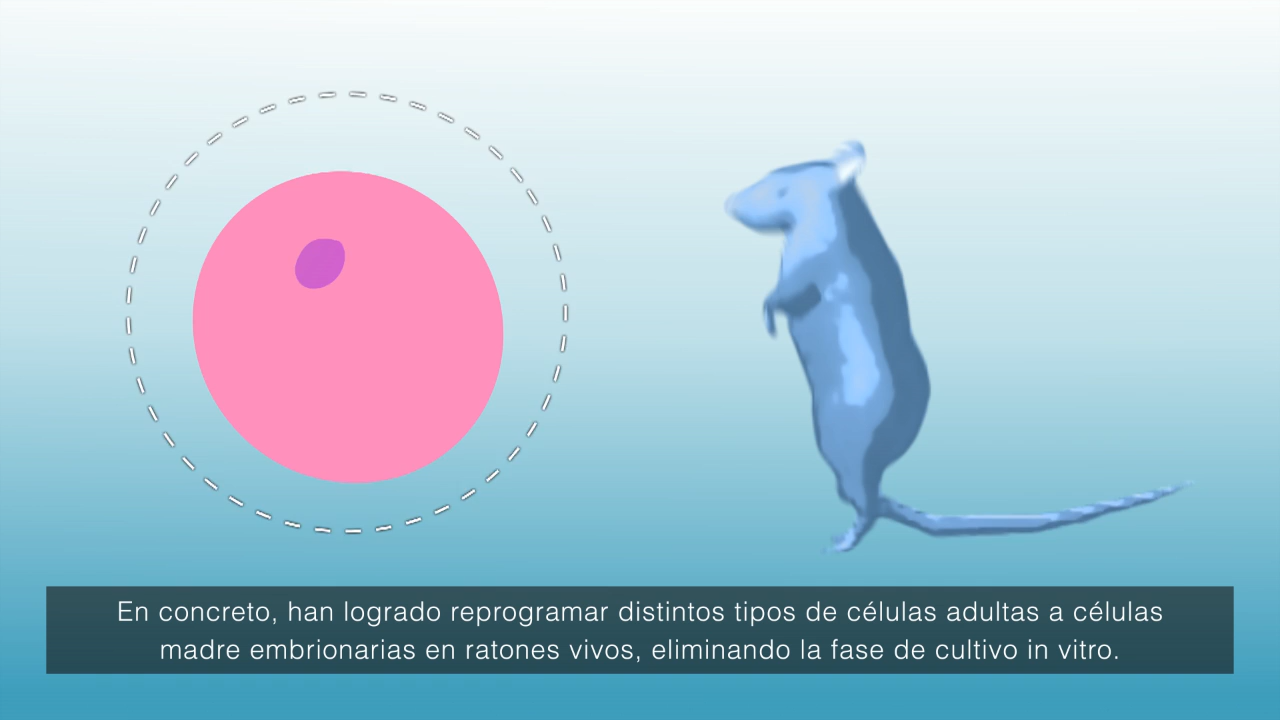 En concreto, han logrado reprogramar distintos tipos de células adultas a células
madre embrionarias en ratones vivos, eliminando la fase de cultivo in vitro.